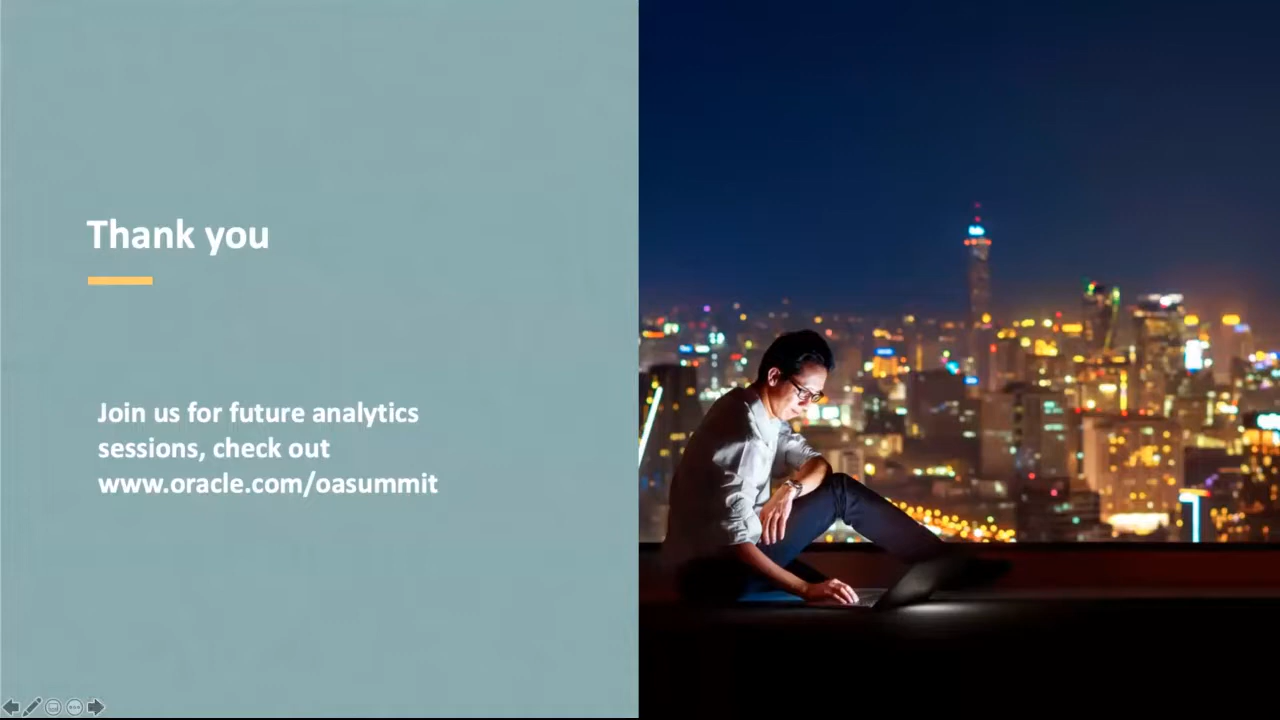 Thank you
Join us for future analytics
sessions, check out
www.oracle.com/oasummit